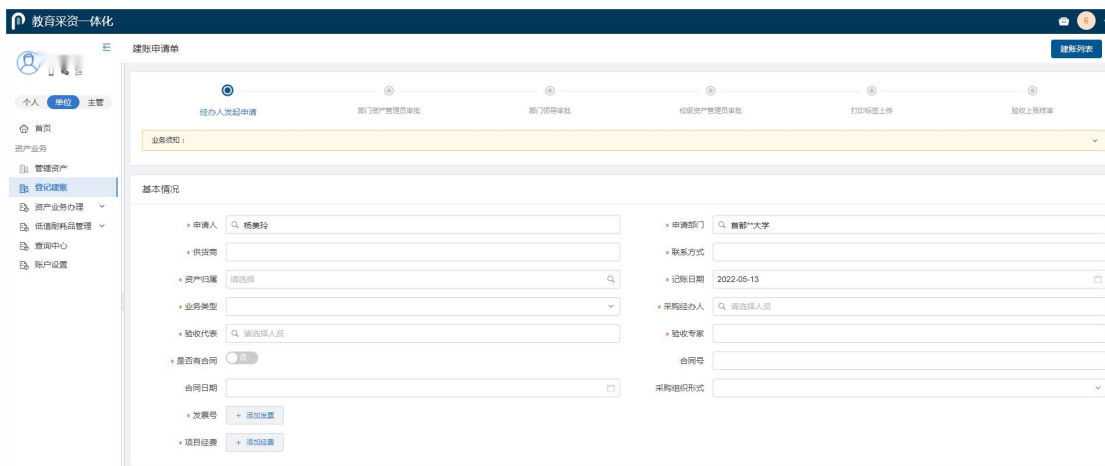 教育采资一体化
6
建账申请单
建账列表
个人 单位 主管
首页
资产业务
管辖资产
登记建账
资产业务办理
低值耐耗品管理
查询中心
账户设置
经办人发起申请
部门资产管理员审批
部门领导审批
校级资产管理员审批
打印标签上传
验收上账终审
业务须知：
基本情况
* 申请人 杨美玲
* 申请部门 首都**大学
* 供货商
* 联系方式
* 资产归属 请选择
* 记账日期 2022-05-13
* 业务类型
* 采购经办人 请选择人员
* 验收代表 请选择人员
* 验收专家
* 是否有合同 否
合同号
合同日期
采购组织形式
* 发票号 + 添加发票
* 项目经费 + 添加经费